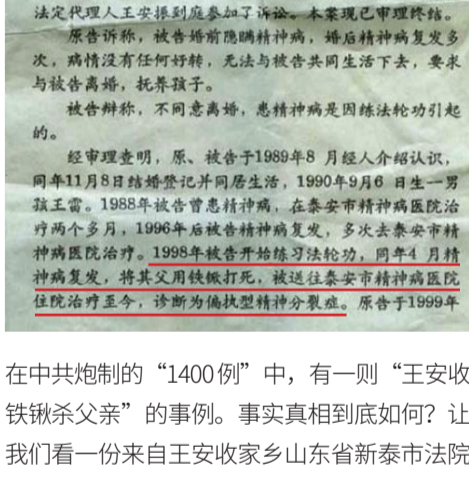 法定代理人王安振到庭参加了诉讼。本案现已审理终结。
原告诉称，被告婚前隐瞒精神病，婚后精神病复发多
次，病情没有任何好转，无法与被告共同生活下去，要求
与被告离婚，抚养孩子。
被告辩称，不同意离婚，患精神病是因练法轮功引起
的。
经审理查明，原、被告于1989年8月经人介绍认识，
同年11月8日结婚登记并同居生活，1990年9月6日生一男
孩王雷。1988年被告曾患精神病，在泰安市精神病医院治
疗两个多月，1996年后被告精神病复发，多次去泰安市精
神病医院治疗。1998年被告开始练习法轮功，同年4月精
神病复发，将其父用铁锨打死，被送往泰安市精神病医院
住院治疗至今，诊断为偏执型精神分裂症。原告于1999年
在中共炮制的“1400例”中，有一则“王安收
铁锹杀父亲”的事例。事实真相到底如何？让
我们看一份来自王安收家乡山东省新泰市法院